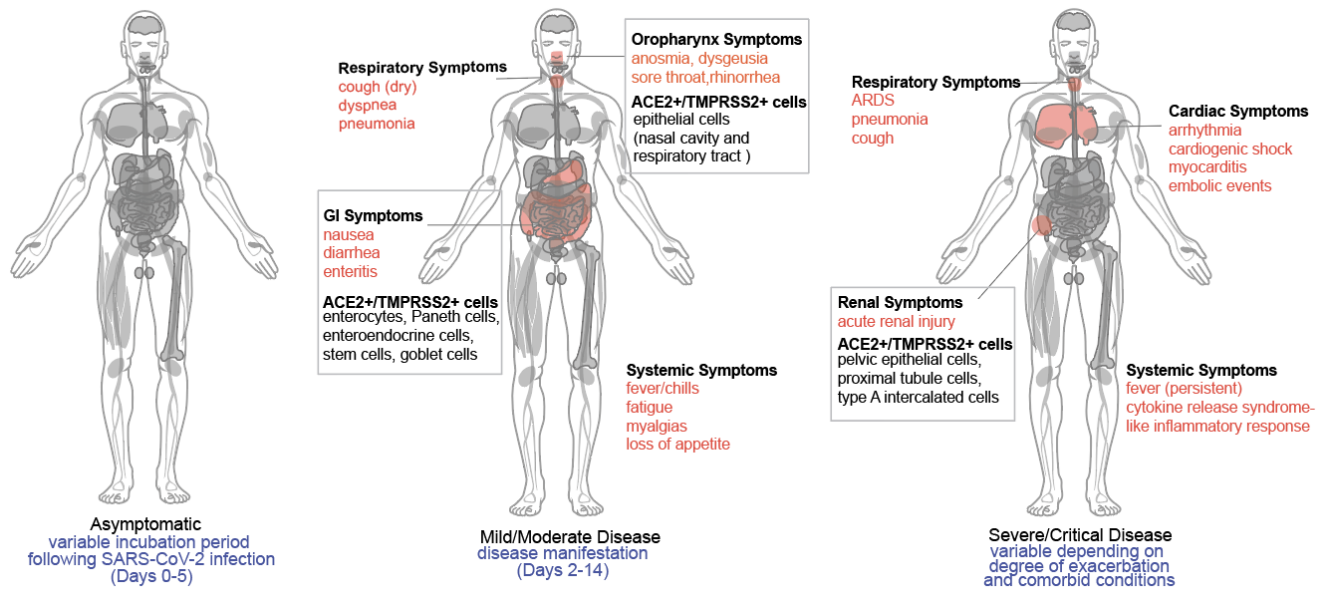 Asymptomatic
variable incubation period
following SARS-CoV-2 infection
(Days 0-5)
Respiratory Symptoms
cough (dry)
dyspnea
pneumonia
Oropharynx Symptoms
anosmia, dysgeusia
sore throat,rhinorrhea
ACE2+/TMPRSS2+ cells
epithelial cells
(nasal cavity and
respiratory tract )
GI Symptoms
nausea
diarrhea
enteritis
ACE2+/TMPRSS2+ cells
enterocytes, Paneth cells,
enteroendocrine cells,
stem cells, goblet cells
Systemic Symptoms
fever/chills
fatigue
myalgias
loss of appetite
Mild/Moderate Disease
disease manifestation
(Days 2-14)
Respiratory Symptoms
ARDS
pneumonia
cough
Cardiac Symptoms
arrhythmia
cardiogenic shock
myocarditis
embolic events
Renal Symptoms
acute renal injury
ACE2+/TMPRSS2+ cells
pelvic epithelial cells,
proximal tubule cells,
type A intercalated cells
Systemic Symptoms
fever (persistent)
cytokine release syndrome-
like inflammatory response
Severe/Critical Disease
variable depending on
degree of exacerbation
and comorbid conditions